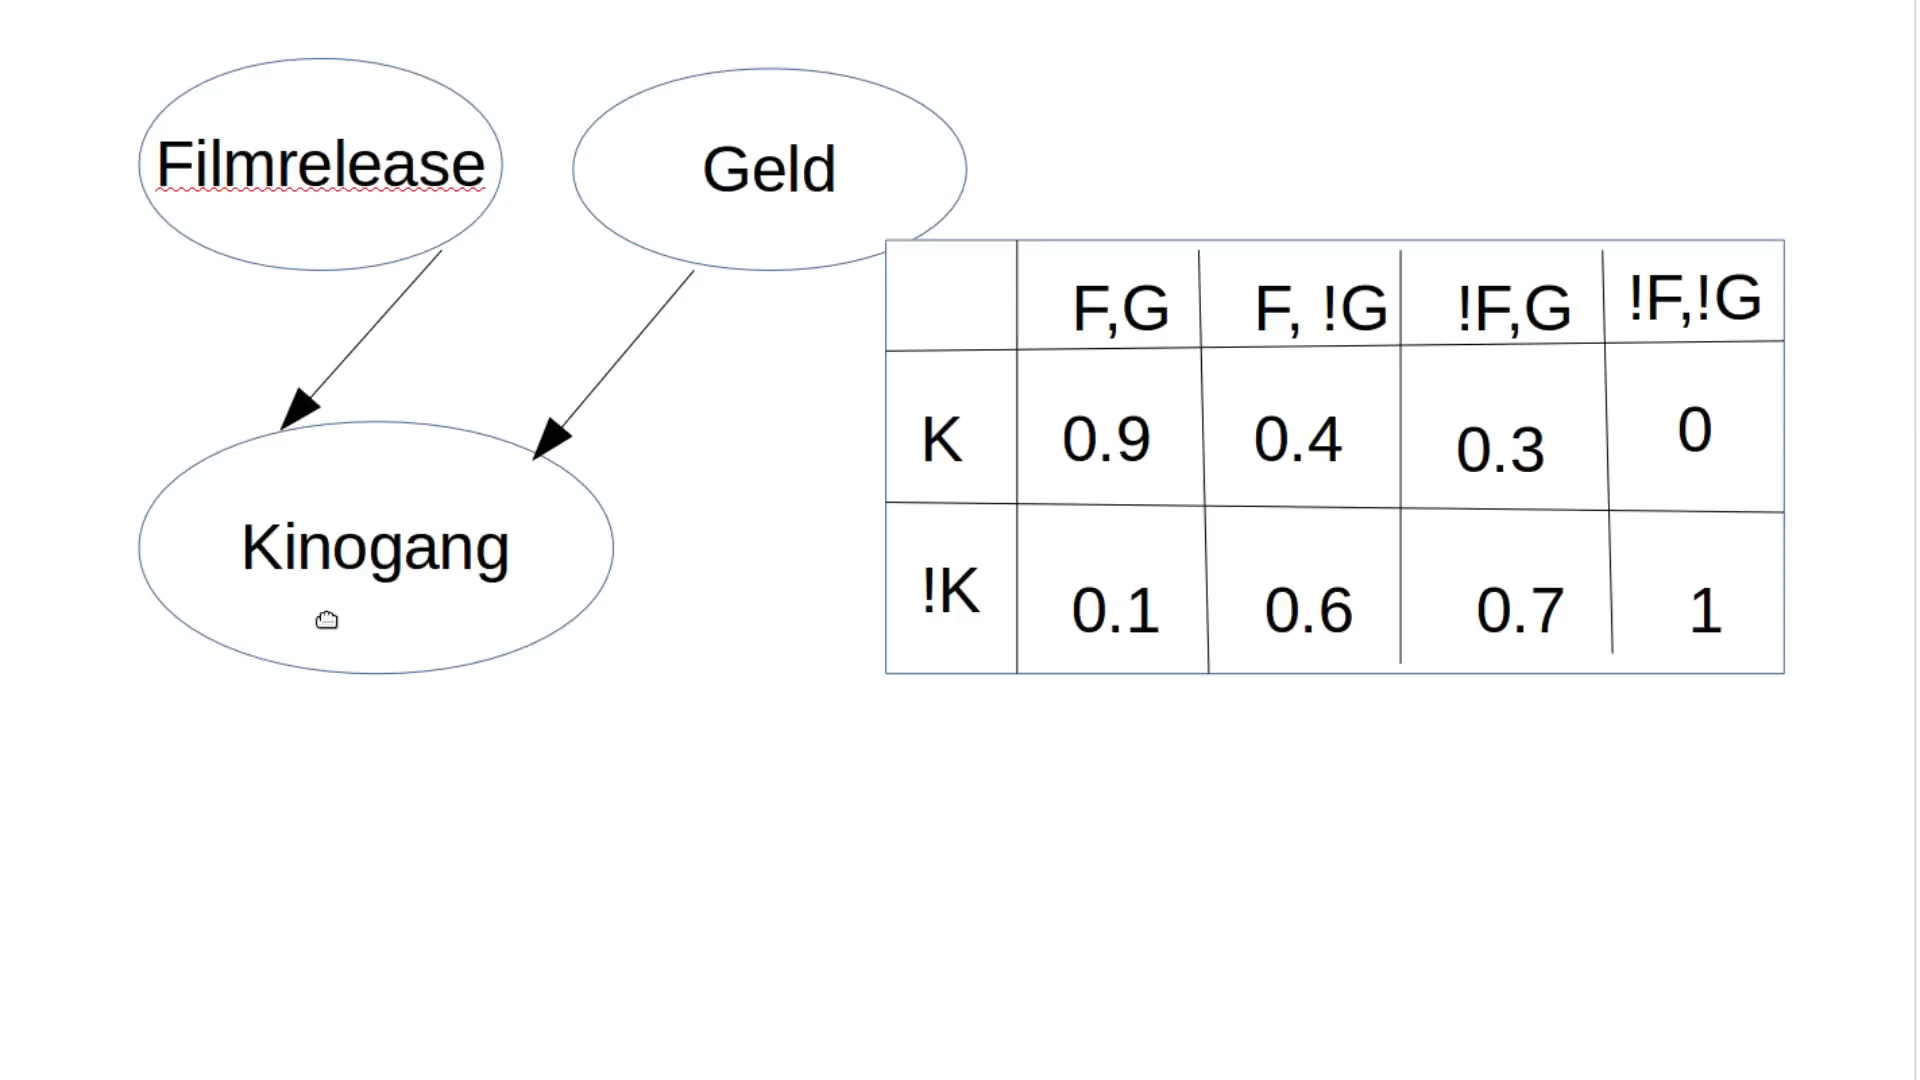 Filmrelease
Geld
Kinogang
F,G F, !G !F,G !F,!G
K 0.9 0.4 0.3 0
!K 0.1 0.6 0.7 1